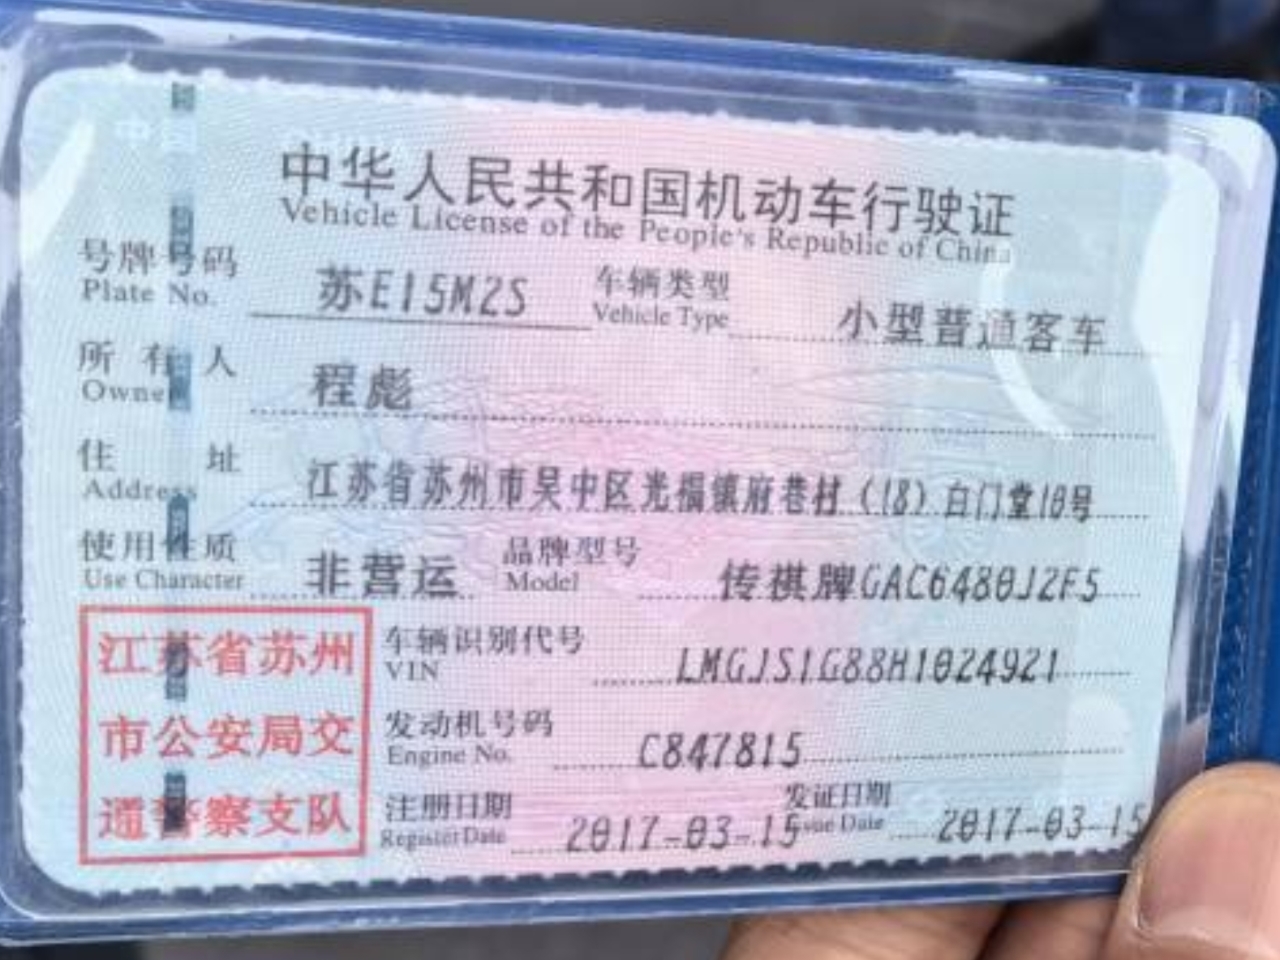 中华人民共和国机动车行驶证
Vehicle License of the People's Republic of China
号牌号码 苏E15M2S 车辆类型 小型普通客车
Plate No. Vehicle Type
所有人 程彪
Owner
住址 江苏省苏州市吴中区光福镇府巷村(18)白门堂10号
Address
使用性质 非营运 品牌型号 传祺牌GAC6480J2F5
Use Character Model
江苏省苏州
市公安局交
通警察支队
车辆识别代号 LMGJS1G88H1024921
VIN
发动机号码 C847815
Engine No.
注册日期 2017-03-15 发证日期 2017-03-15
Register Date Issue Date